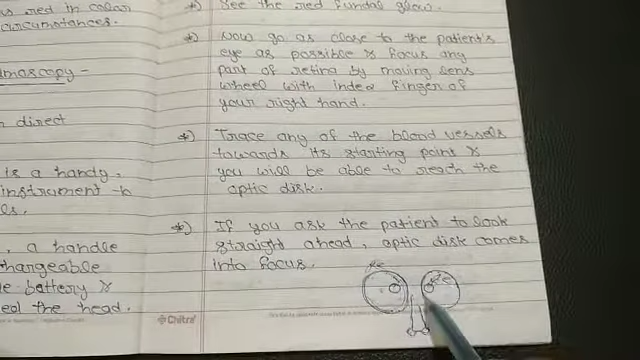 s red in color
circumstances.
moscopy -
n direct
is a handy,
instrument to
ls.
, a handle
hangeable
e battery &
eal the head.
*) See the red fundal glow.
*) Now go as close to the patient's
eye as possible & focus any
part of retina by moving lens
wheel with index finger of
your right hand.
*) Trace any of the blood vessels
towards its starting point &
you will be able to reach the
optic disk.
*) If you ask the patient to look
straight ahead, optic disk comes
into focus.
Chitra